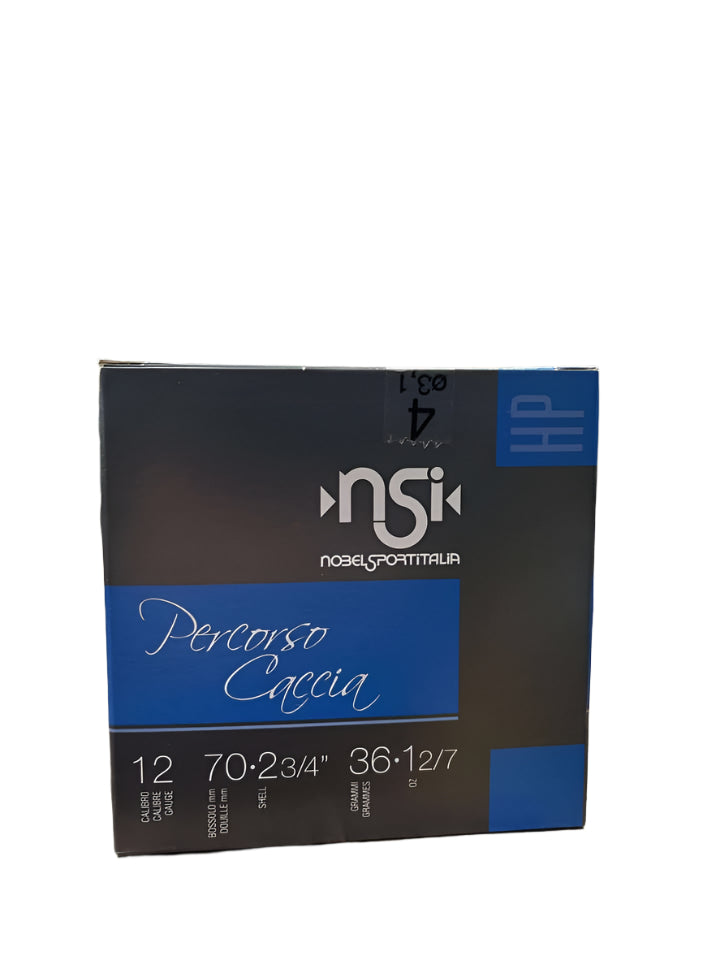 4
Ø3,1
HP
nsi
NOBELSPORTITALIA
Percorso
Caccia
12
CALIBRO
CALIBRE
GAUGE
70·2 3/4"
BOSSOLO mm
DOUILLE mm
SHELL
36·1 2/7
GRAMMI
GRAMMES
OZ